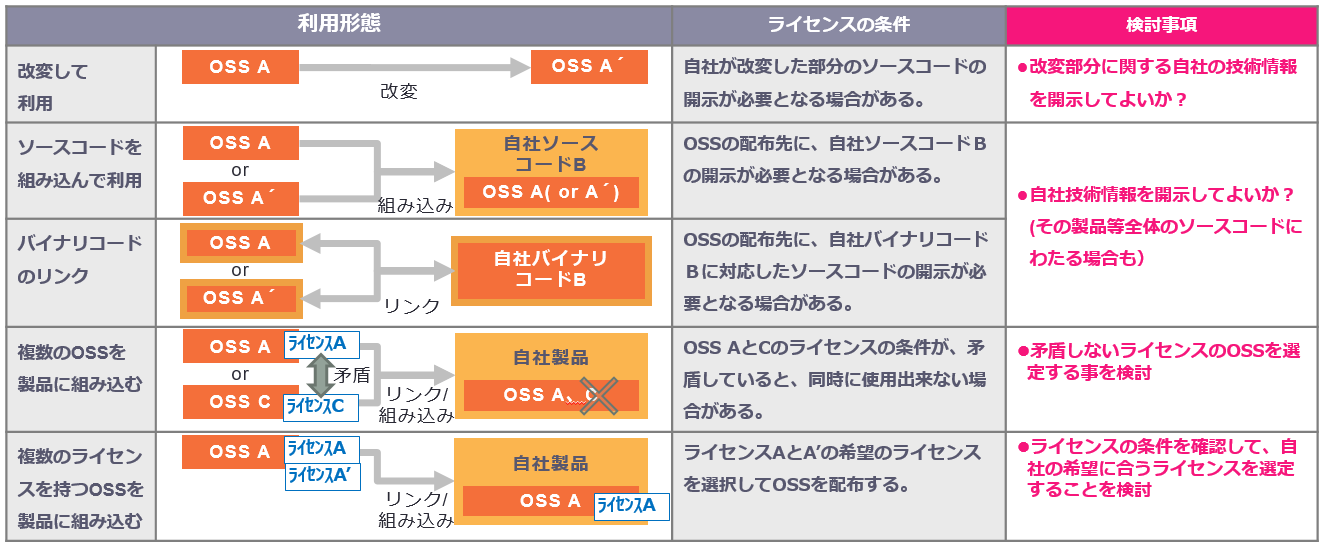 利用形態
ライセンスの条件
検討事項
改変して
利用
OSS A
改変
OSS A´
自社が改変した部分のソースコードの
開示が必要となる場合がある。
●改変部分に関する自社の技術情報
を開示してよいか？
ソースコードを
組み込んで利用
OSS A
or
OSS A´
組み込み
自社ソース
コードB
OSS A( or A´)
OSSの配布先に、自社ソースコードB
の開示が必要となる場合がある。
●自社技術情報を開示してよいか？
(その製品等全体のソースコードに
わたる場合も）
バイナリコード
のリンク
OSS A
or
OSS A´
リンク
自社バイナリ
コードB
OSSの配布先に、自社バイナリコード
Bに対応したソースコードの開示が必
要となる場合がある。
複数のOSSを
製品に組み込む
OSS A
ﾗｲｾﾝｽA
or
矛盾
OSS C
ﾗｲｾﾝｽC
リンク/
組み込み
自社製品
OSS A、C
OSS AとCのライセンスの条件が、矛
盾していると、同時に使用出来ない場
合がある。
●矛盾しないライセンスのOSSを選
定する事を検討
複数のライセン
スを持つOSSを
製品に組み込む
OSS A
ﾗｲｾﾝｽA
ﾗｲｾﾝｽA’
リンク/
組み込み
自社製品
OSS A
ﾗｲｾﾝｽA
ライセンスAとA’の希望のライセンス
を選択してOSSを配布する。
●ライセンスの条件を確認して、自
社の希望に合うライセンスを選定
することを検討